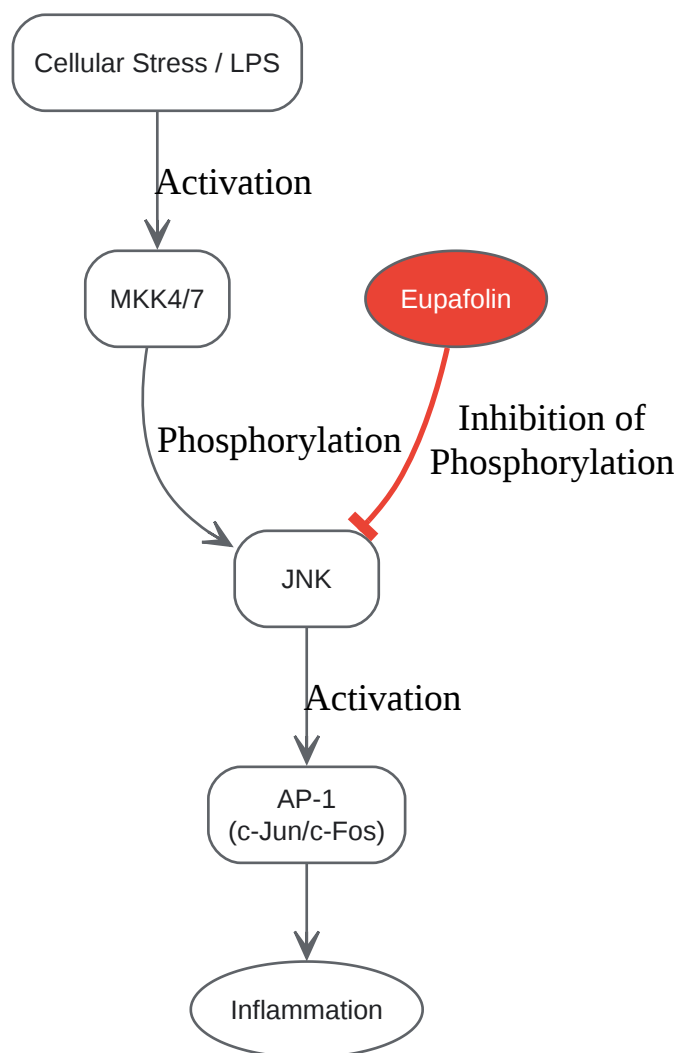 Cellular Stress / LPS
Activation
MKK4/7
Eupafolin
Phosphorylation
Inhibition of
Phosphorylation
JNK
Activation
AP-1
(c-Jun/c-Fos)
Inflammation